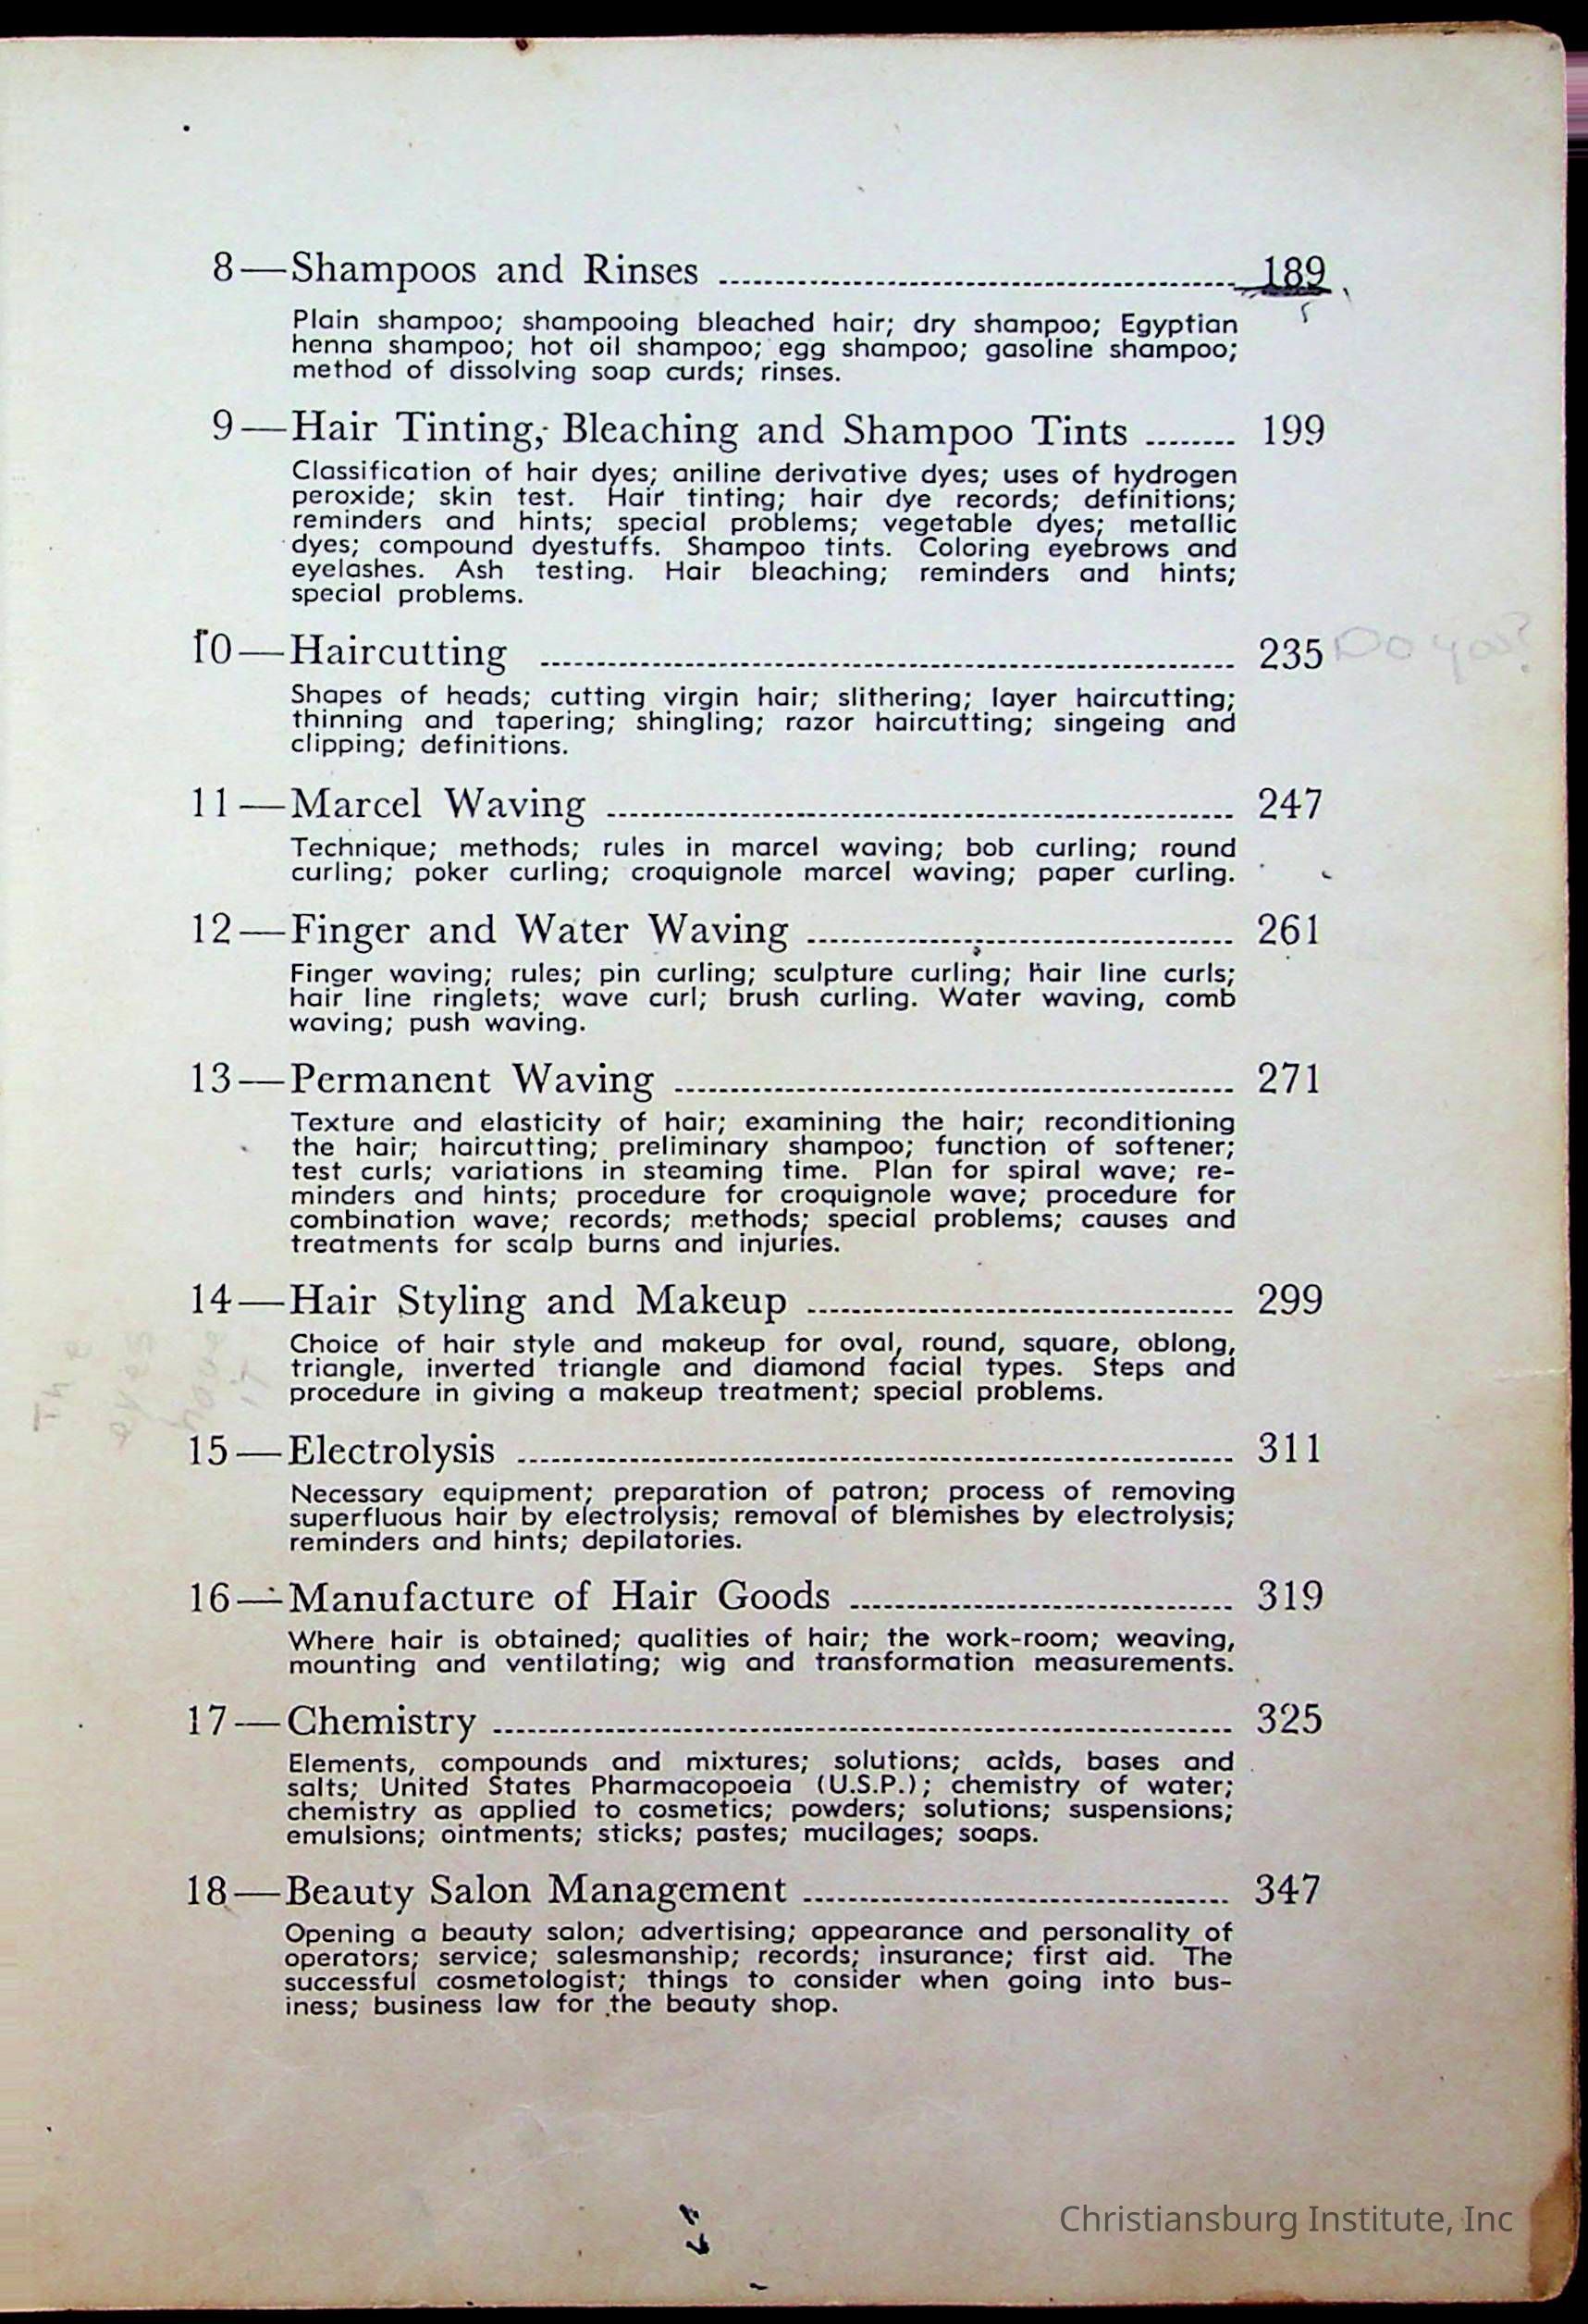 8—Shampoos and Rinses ........ 189
Plain shampoo; shampooing bleached hair; dry shampoo; Egyptian
henna shampoo; hot oil shampoo; egg shampoo; gasoline shampoo;
method of dissolving soap curds; rinses.
9—Hair Tinting, Bleaching and Shampoo Tints ........ 199
Classification of hair dyes; aniline derivative dyes; uses of hydrogen
peroxide; skin test. Hair tinting; hair dye records; definitions;
reminders and hints; special problems; vegetable dyes; metallic
dyes; compound dyestuffs. Shampoo tints. Coloring eyebrows and
eyelashes. Ash testing. Hair bleaching; reminders and hints;
special problems.
10—Haircutting ........ 235 Do you?
Shapes of heads; cutting virgin hair; slithering; layer haircutting;
thinning and tapering; shingling; razor haircutting; singeing and
clipping; definitions.
11—Marcel Waving ........ 247
Technique; methods; rules in marcel waving; bob curling; round
curling; poker curling; croquignole marcel waving; paper curling.
12—Finger and Water Waving ........ 261
Finger waving; rules; pin curling; sculpture curling; hair line curls;
hair line ringlets; wave curl; brush curling. Water waving, comb
waving; push waving.
13—Permanent Waving ........ 271
Texture and elasticity of hair; examining the hair; reconditioning
the hair; haircutting; preliminary shampoo; function of softener;
test curls; variations in steaming time. Plan for spiral wave; re-
minders and hints; procedure for croquignole wave; procedure for
combination wave; records; methods; special problems; causes and
treatments for scalp burns and injuries.
14—Hair Styling and Makeup ........ 299
Choice of hair style and makeup for oval, round, square, oblong,
triangle, inverted triangle and diamond facial types. Steps and
procedure in giving a makeup treatment; special problems.
The
eyes
have
it
15—Electrolysis ........ 311
Necessary equipment; preparation of patron; process of removing
superfluous hair by electrolysis; removal of blemishes by electrolysis;
reminders and hints; depilatories.
16—Manufacture of Hair Goods ........ 319
Where hair is obtained; qualities of hair; the work-room; weaving,
mounting and ventilating; wig and transformation measurements.
17—Chemistry ........ 325
Elements, compounds and mixtures; solutions; acids, bases and
salts; United States Pharmacopoeia (U.S.P.); chemistry of water;
chemistry as applied to cosmetics; powders; solutions; suspensions;
emulsions; ointments; sticks; pastes; mucilages; soaps.
18—Beauty Salon Management ........ 347
Opening a beauty salon; advertising; appearance and personality of
operators; service; salesmanship; records; insurance; first aid. The
successful cosmetologist; things to consider when going into bus-
iness; business law for the beauty shop.
Christiansburg Institute, Inc